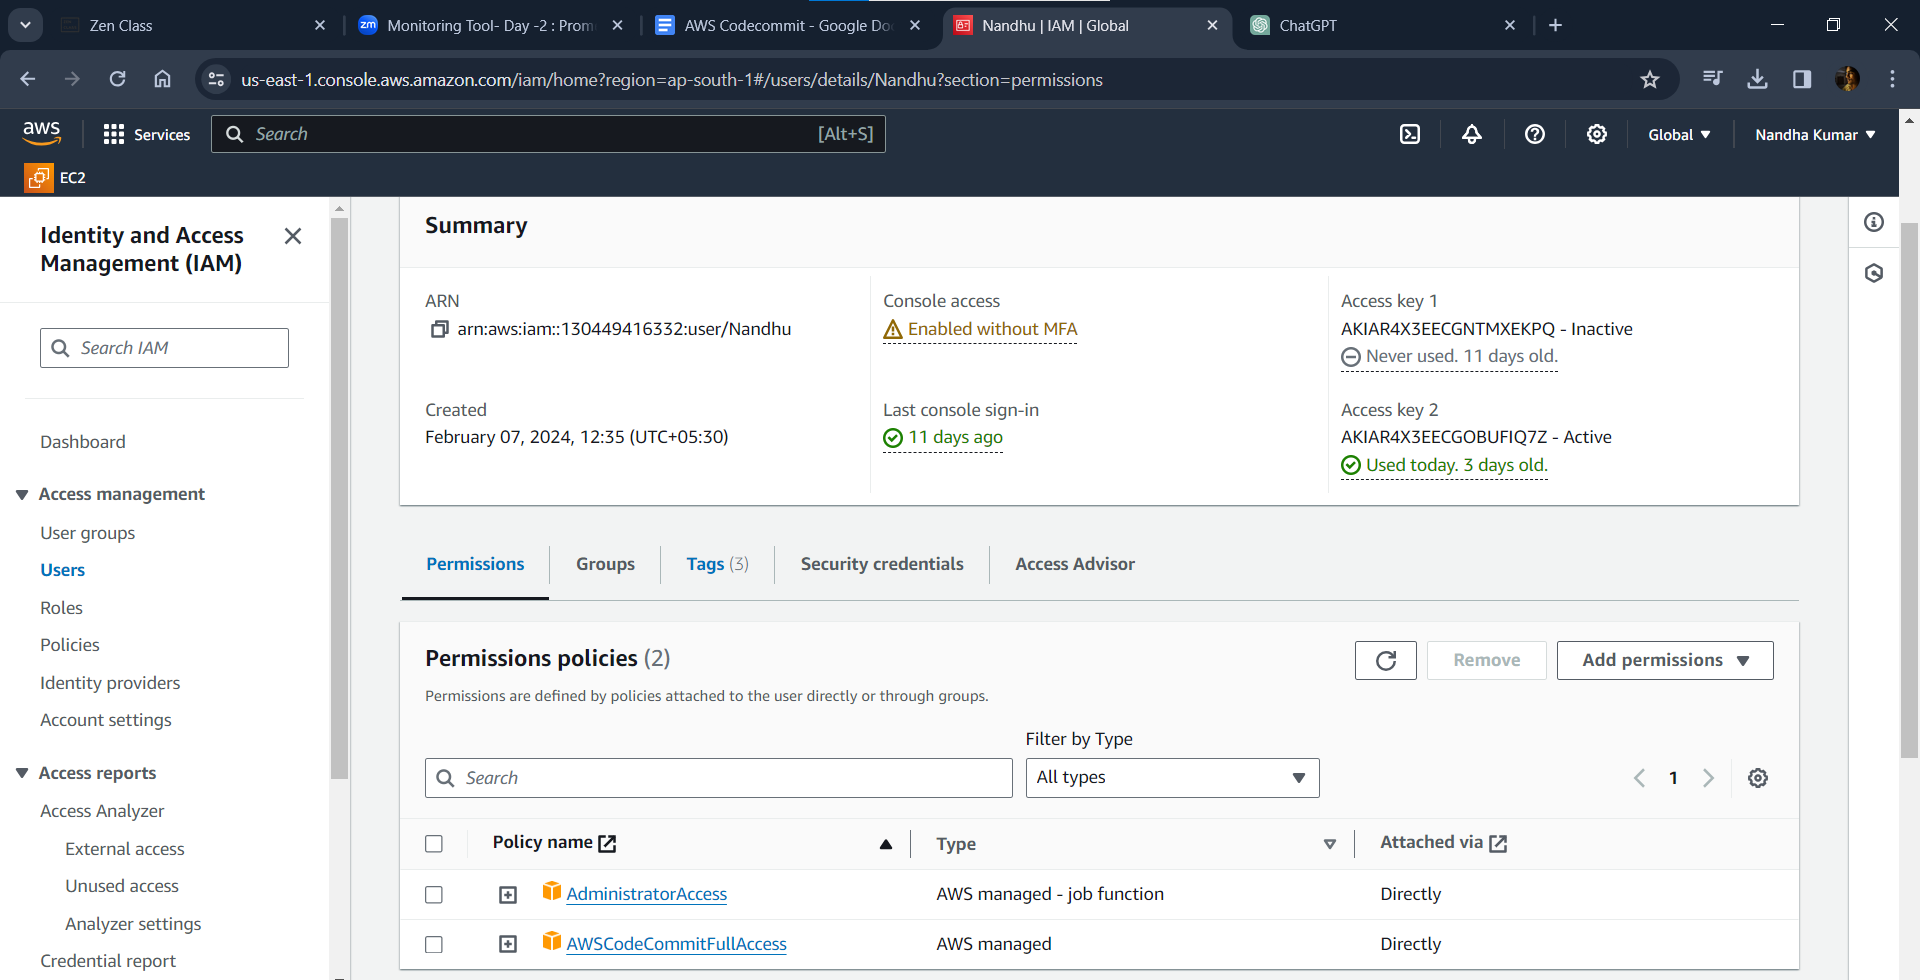 Zen Class
zm Monitoring Tool- Day -2 : Prom
AWS Codecommit - Google Do
Nandhu | IAM | Global
ChatGPT
us-east-1.console.aws.amazon.com/iam/home?region=ap-south-1#/users/details/Nandhu?section=permissions
aws
Services
Search
[Alt+S]
Global
Nandha Kumar
EC2
Identity and Access
Management (IAM)
Search IAM
Dashboard
Access management
User groups
Users
Roles
Policies
Identity providers
Account settings
Access reports
Access Analyzer
External access
Unused access
Analyzer settings
Credential report
Summary
ARN
arn:aws:iam::130449416332:user/Nandhu
Created
February 07, 2024, 12:35 (UTC+05:30)
Console access
Enabled without MFA
Last console sign-in
11 days ago
Access key 1
AKIAR4X3EECGNTMXEKPQ - Inactive
Never used. 11 days old.
Access key 2
AKIAR4X3EECGOBUFIQ7Z - Active
Used today. 3 days old.
Permissions
Groups
Tags (3)
Security credentials
Access Advisor
Permissions policies (2)
Remove
Add permissions
Permissions are defined by policies attached to the user directly or through groups.
Filter by Type
Search
All types
1
Policy name
Type
Attached via
AdministratorAccess
AWS managed - job function
Directly
AWSCodeCommitFullAccess
AWS managed
Directly